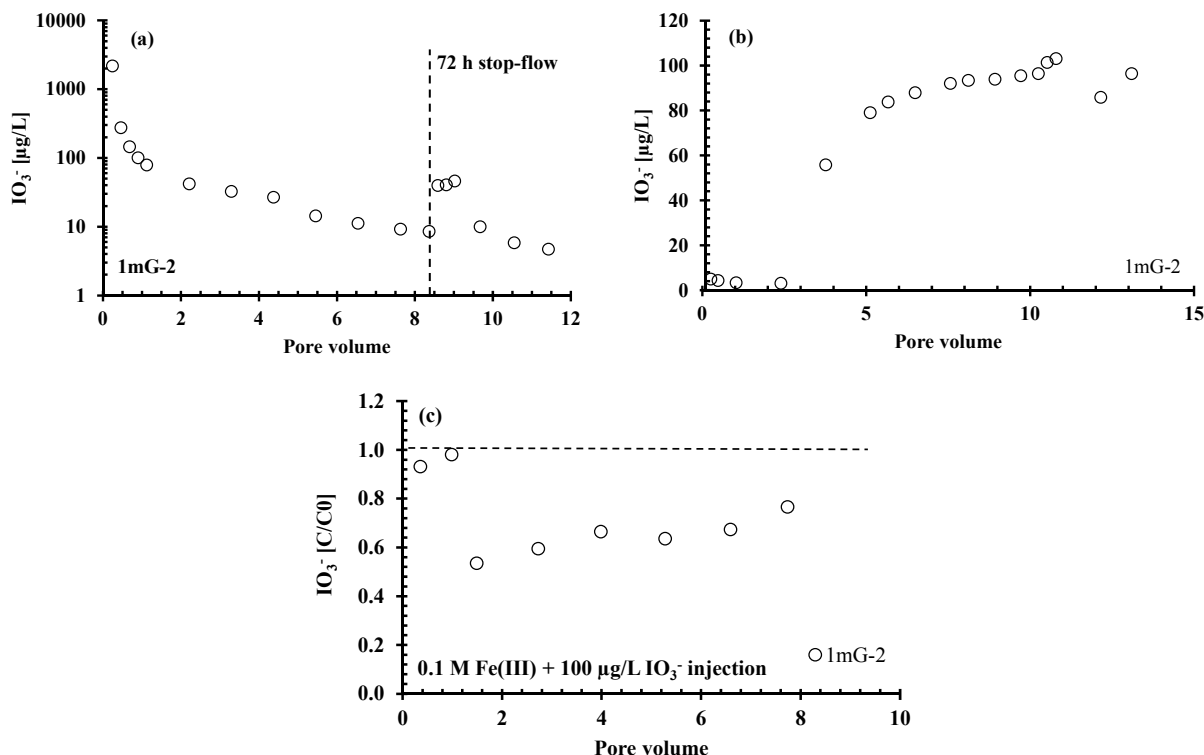 (a)
72 h stop-flow
10000
1000
100
10
1
IO₃⁻ [µg/L]
1mG-2
0 2 4 6 8 10 12
Pore volume
(b)
120
100
80
60
40
20
0
IO₃⁻ [µg/L]
1mG-2
0 5 10 15
Pore volume
(c)
1.2
1.0
0.8
0.6
0.4
0.2
0.0
IO₃⁻ [C/C0]
1mG-2
0.1 M Fe(III) + 100 µg/L IO₃⁻ injection
0 2 4 6 8 10
Pore volume